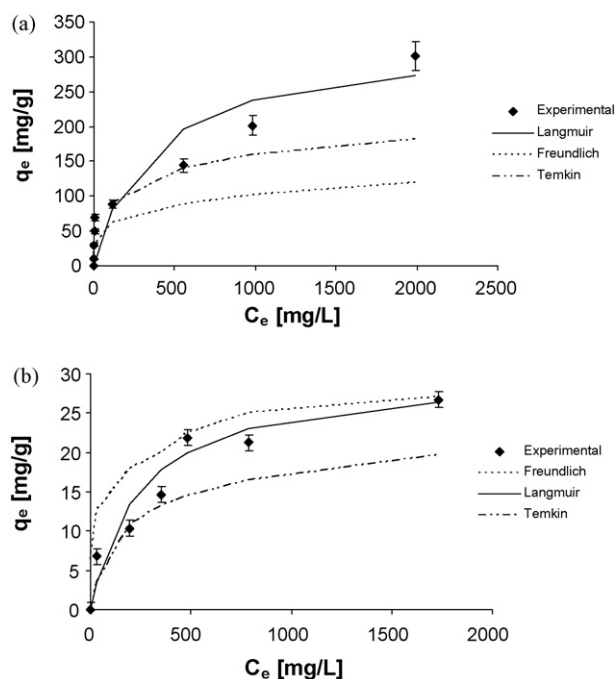 (a)
350
300
250
200
150
100
50
0
qe [mg/g]
0 500 1000 1500 2000 2500
Ce [mg/L]
Experimental
Langmuir
Freundlich
Temkin
(b)
30
25
20
15
10
5
0
qe [mg/g]
0 500 1000 1500 2000
Ce [mg/L]
Experimental
Freundlich
Langmuir
Temkin